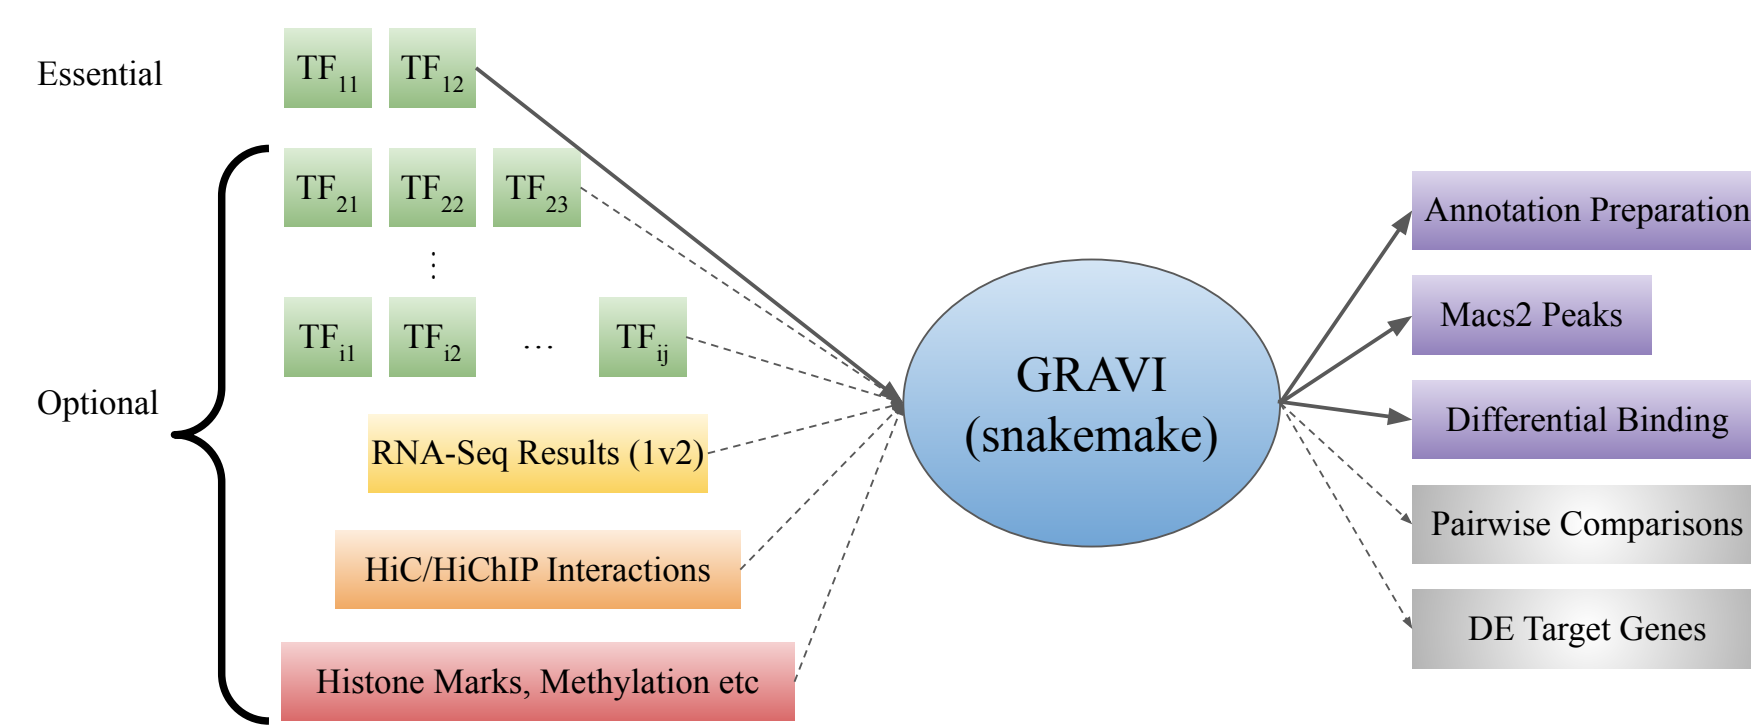 Essential
TF11 TF12
TF21 TF22 TF23
⋮
TFi1 TFi2 … TFij
Optional
RNA-Seq Results (1v2)
HiC/HiChIP Interactions
Histone Marks, Methylation etc
GRAVI
(snakemake)
Annotation Preparation
Macs2 Peaks
Differential Binding
Pairwise Comparisons
DE Target Genes